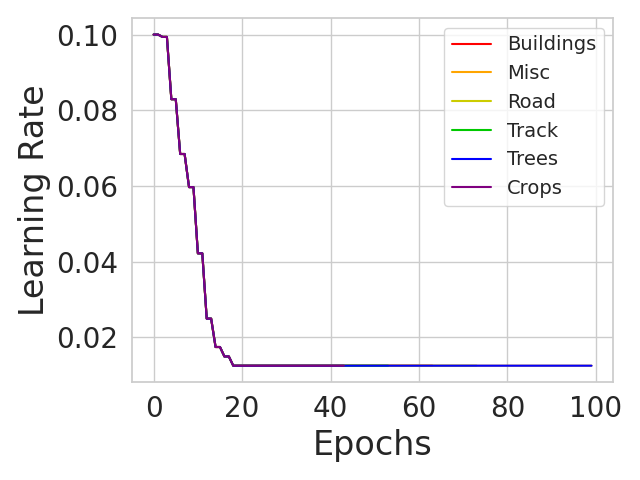 0.10
0.08
0.06
0.04
0.02
Learning Rate
0 20 40 60 80 100
Epochs
Buildings
Misc
Road
Track
Trees
Crops